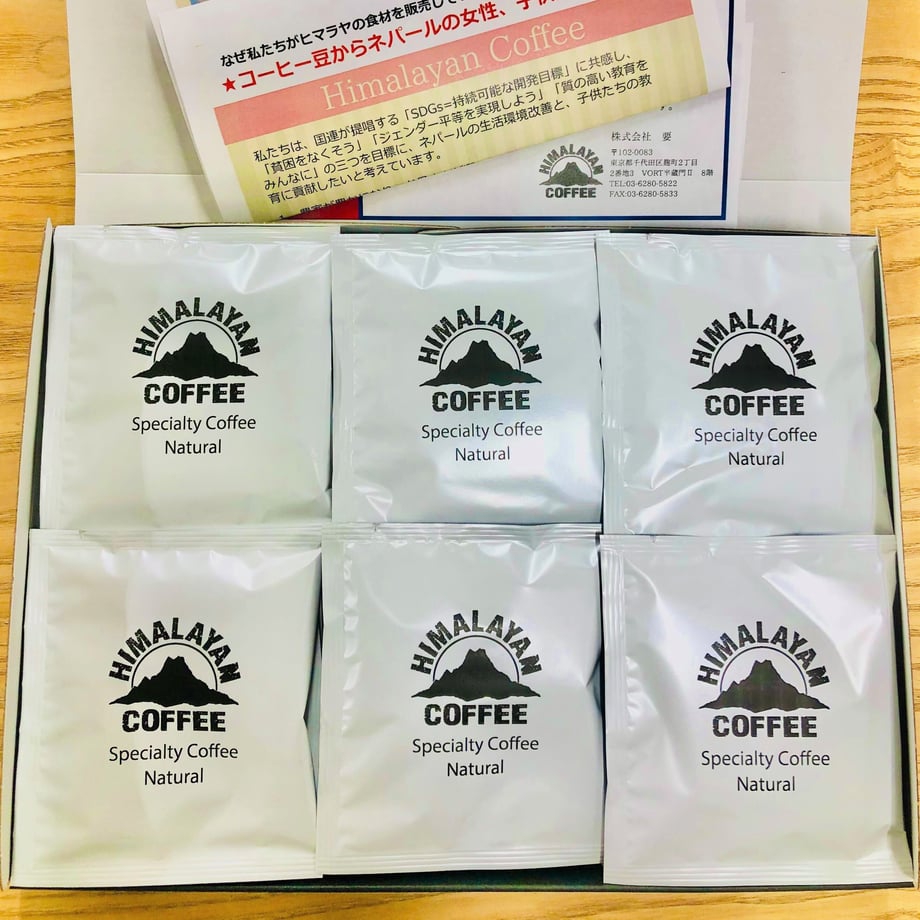 なぜ私たちがヒマラヤの食材を販売して
★コーヒー豆からネパールの女性、子供
Himalayan Coffee
私たちは、国連が提唱する「SDGs=持続可能な開発目標」に共感し、
「貧困をなくそう」「ジェンダー平等を実現しよう」「質の高い教育を
みんなに」の三つを目標に、ネパールの生活環境改善と、子供たちの教
育に貢献したいと考えています。
HIMALAYAN
COFFEE
株式会社 要
〒102-0083
東京都千代田区麹町2丁目
2番地3 VORT半蔵門Ⅱ 8階
TEL:03-6280-5822
FAX:03-6280-5833
HIMALAYAN
COFFEE
Specialty Coffee
Natural
HIMALAYAN
COFFEE
Specialty Coffee
Natural
HIMALAYAN
COFFEE
Specialty Coffee
Natural
HIMALAYAN
COFFEE
Specialty Coffee
Natural
HIMALAYAN
COFFEE
Specialty Coffee
Natural
HIMALAYAN
COFFEE
Specialty Coffee
Natural